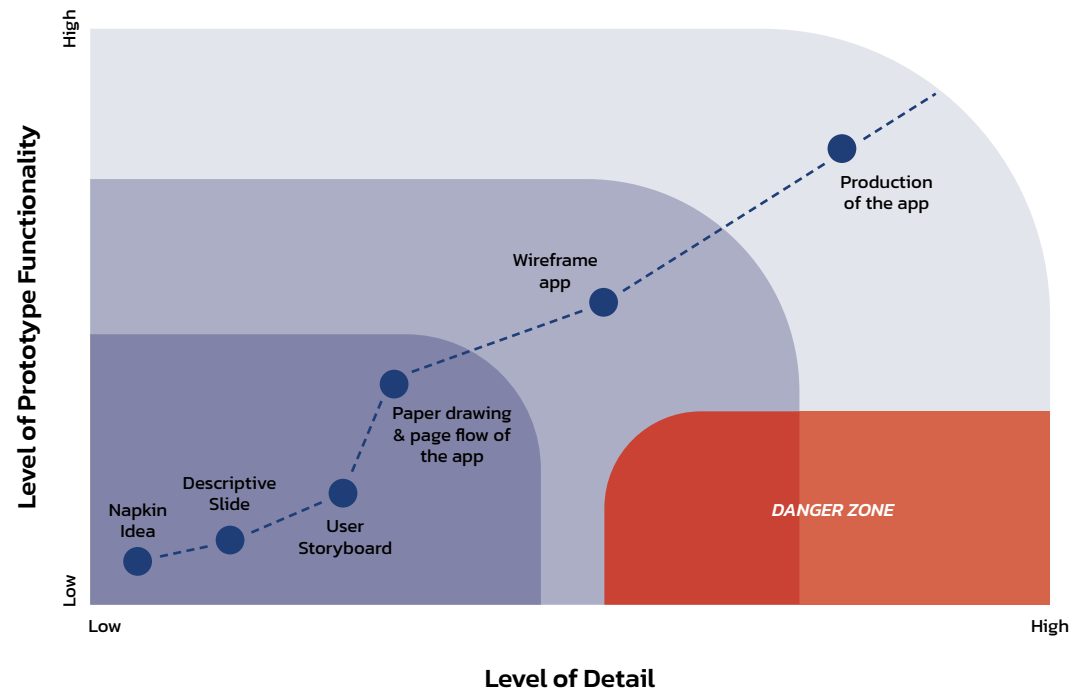 High
Level of Prototype Functionality
Low
Production
of the app
Wireframe
app
Paper drawing
& page flow of
the app
Descriptive
Slide
Napkin
Idea
User
Storyboard
DANGER ZONE
Low
High
Level of Detail